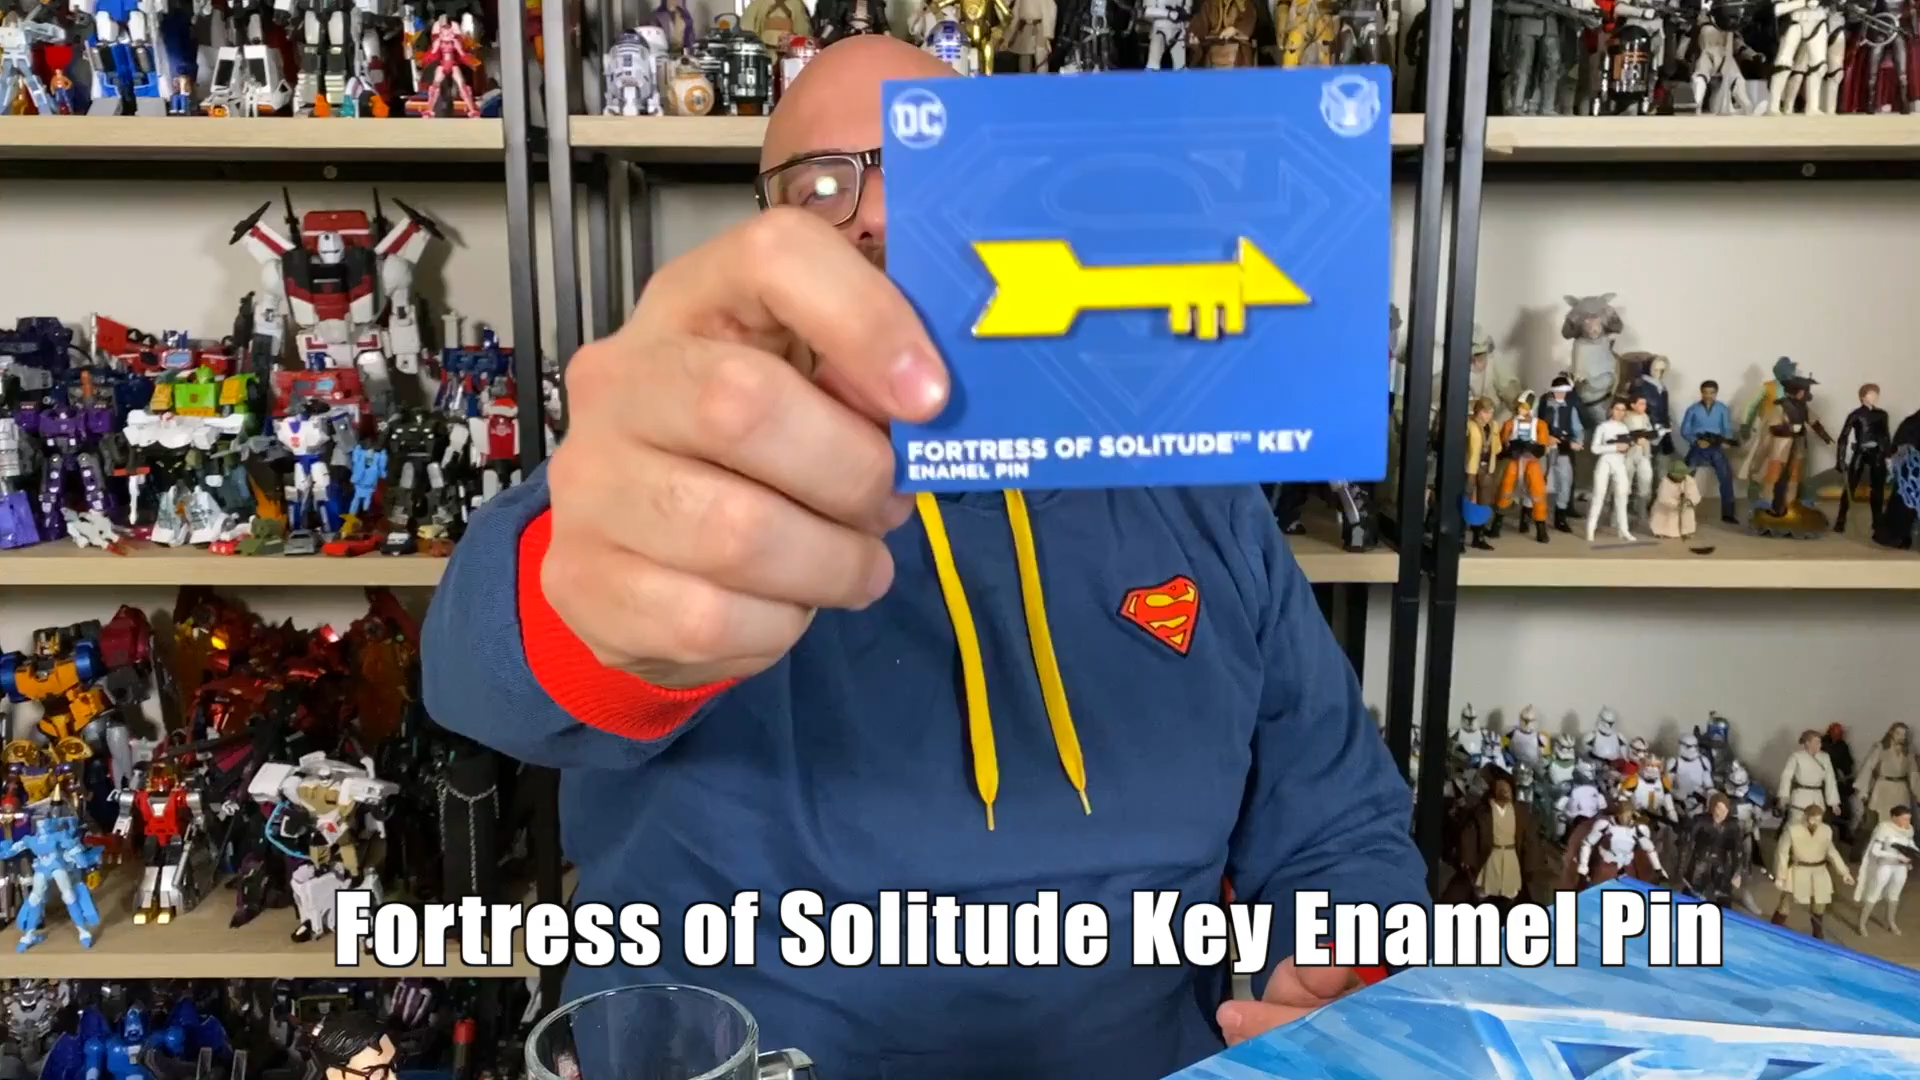 DC
FORTRESS OF SOLITUDE™ KEY
ENAMEL PIN
Fortress of Solitude Key Enamel Pin